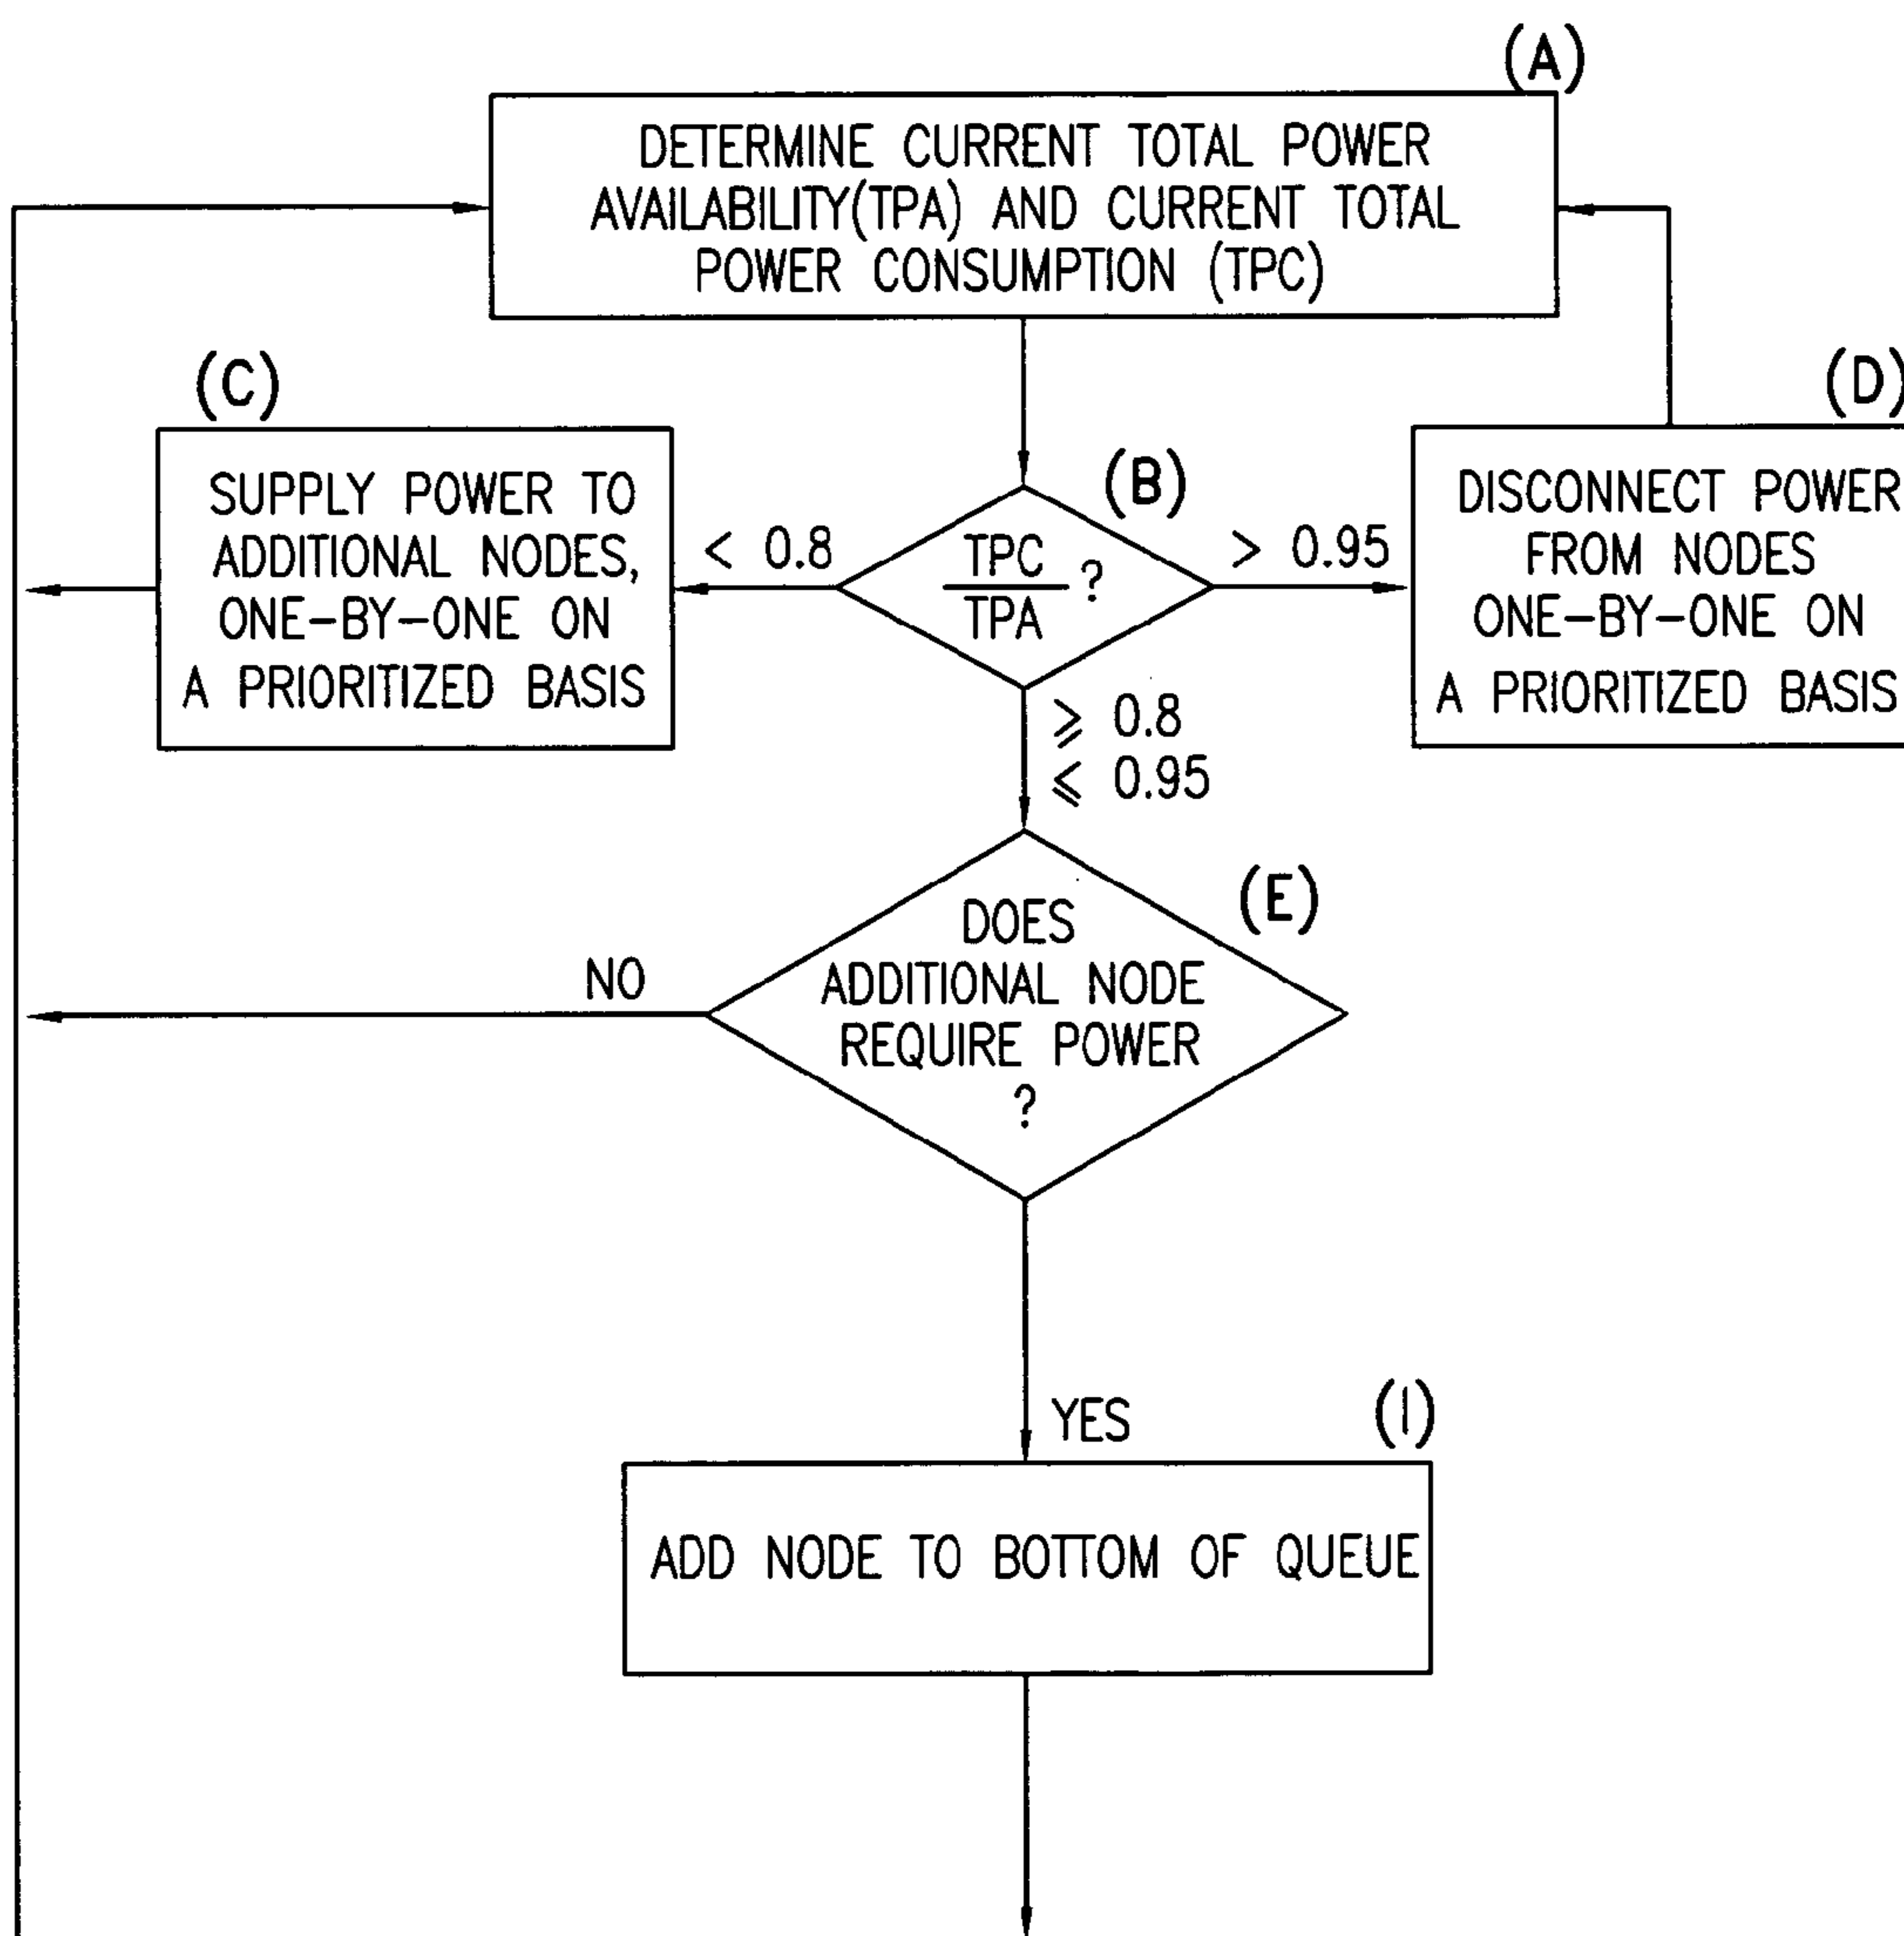 (A)
DETERMINE CURRENT TOTAL POWER
AVAILABILITY(TPA) AND CURRENT TOTAL
POWER CONSUMPTION (TPC)
(C)
SUPPLY POWER TO
ADDITIONAL NODES,
ONE-BY-ONE ON
A PRIORITIZED BASIS
< 0.8
(B)
TPC
TPA
?
> 0.95
(D)
DISCONNECT POWER
FROM NODES
ONE-BY-ONE ON
A PRIORITIZED BASIS
⩾ 0.8
⩽ 0.95
(E)
DOES
ADDITIONAL NODE
REQUIRE POWER
?
NO
YES
(I)
ADD NODE TO BOTTOM OF QUEUE